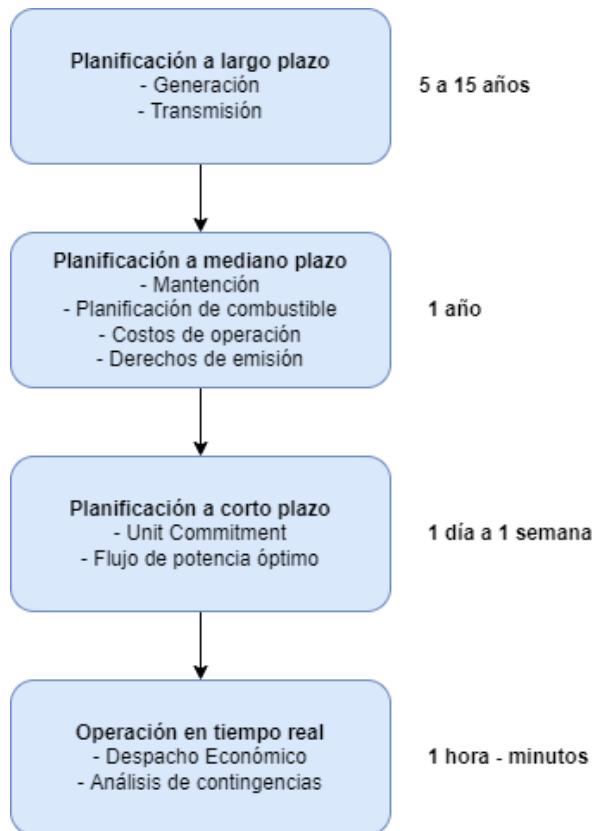 Planificación a largo plazo
- Generación
- Transmisión
5 a 15 años
Planificación a mediano plazo
- Mantención
- Planificación de combustible
- Costos de operación
- Derechos de emisión
1 año
Planificación a corto plazo
- Unit Commitment
- Flujo de potencia óptimo
1 día a 1 semana
Operación en tiempo real
- Despacho Económico
- Análisis de contingencias
1 hora - minutos